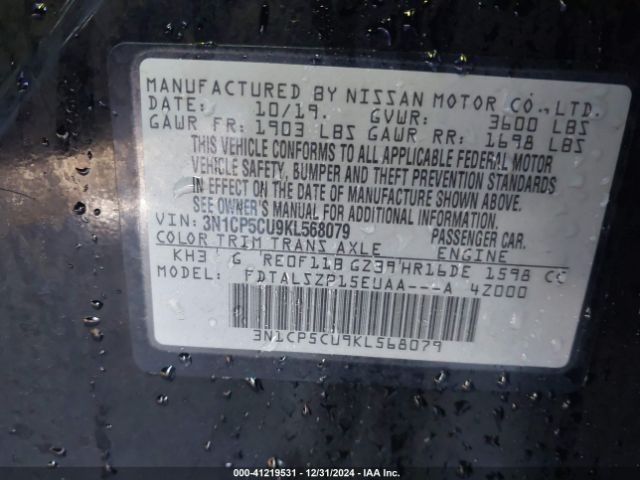 MANUFACTURED BY NISSAN MOTOR CO.,LTD.
DATE: 10/19. GVWR: 3600 LBS
GAWR FR: 1903 LBS GAWR RR: 1698 LBS
THIS VEHICLE CONFORMS TO ALL APPLICABLE FEDERAL MOTOR
VEHICLE SAFETY, BUMPER AND THEFT PREVENTION STANDARDS
IN EFFECT ON THE DATE OF MANUFACTURE SHOWN ABOVE.
SEE OWNER'S MANUAL FOR ADDITIONAL INFORMATION.
VIN: 3N1CP5CU9KL568079 PASSENGER CAR.
COLOR TRIM TRANS AXLE ENGINE
KH3 G RE0F11B GZ39 HR16DE 1598 CC
MODEL: FDTALSZP15EUAA---A 4Z000
3N1CP5CU9KL568079
© - 41219531 - 12/31/2024 - IAA Inc.